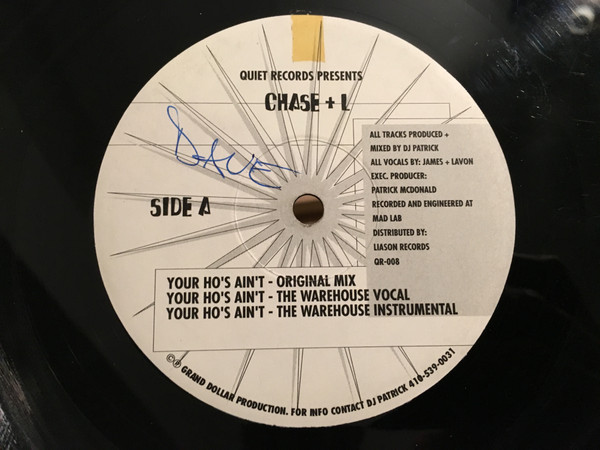 QUIET RECORDS PRESENTS
CHASE + L
DAVE
SIDE A
ALL TRACKS PRODUCED +
MIXED BY DJ PATRICK
ALL VOCALS BY: JAMES + LAVON
EXEC. PRODUCER:
PATRICK MCDONALD
RECORDED AND ENGINEERED AT
MAD LAB
DISTRIBUTED BY:
LIASON RECORDS
QR-008
YOUR HO'S AIN'T - ORIGINAL MIX
YOUR HO'S AIN'T - THE WAREHOUSE VOCAL
YOUR HO'S AIN'T - THE WAREHOUSE INSTRUMENTAL
©℗ GRAND DOLLAR PRODUCTION. FOR INFO CONTACT DJ PATRICK 410-539-0031